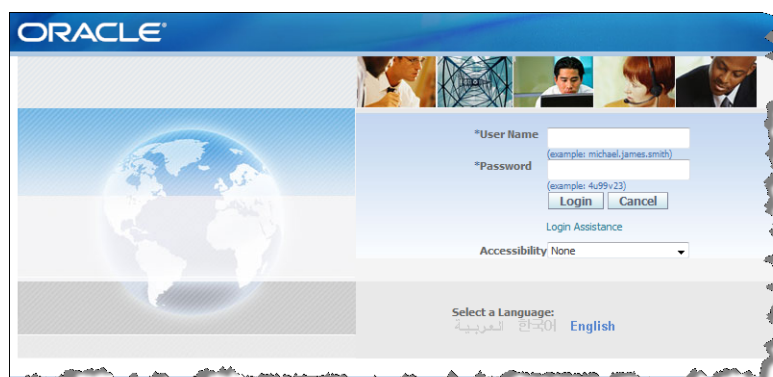 ORACLE®
*User Name
(example: michael.james.smith)
*Password
(example: 4u99v23)
Login Cancel
Login Assistance
Accessibility None
Select a Language:
العربية 한국어 English